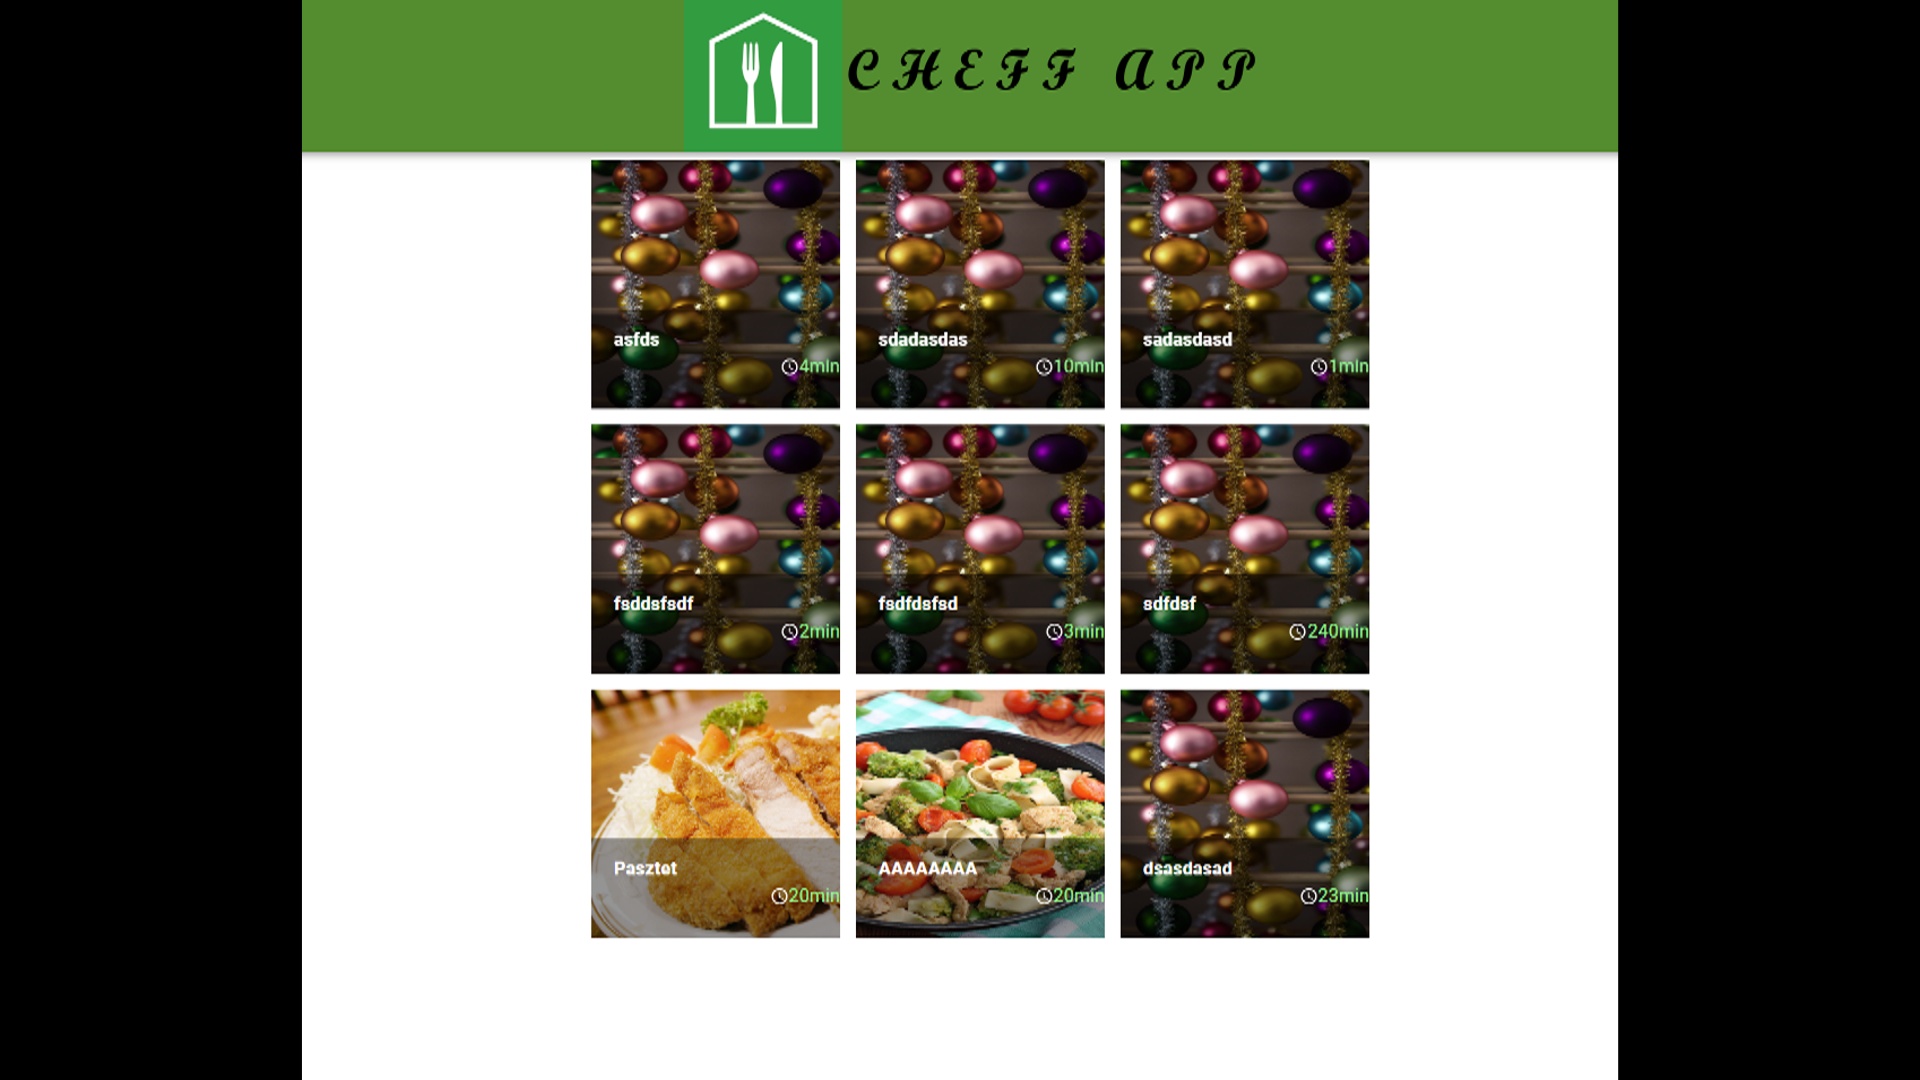 CHEFF APP
asfds
4min
sdadasdas
10min
sadasdasd
1min
fsddsfsdf
2min
fsdfdsfsd
3min
sdfdsf
240min
Pasztet
20min
AAAAAAAA
20min
dsasdasad
23min